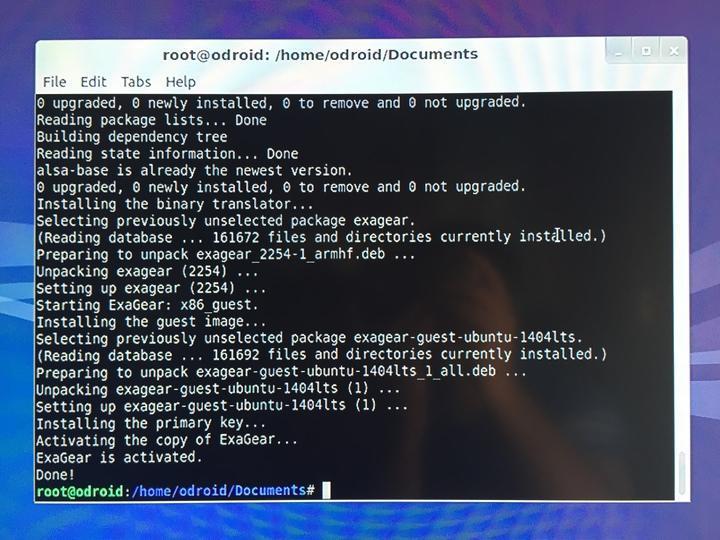 root@odroid: /home/odroid/Documents
File Edit Tabs Help
0 upgraded, 0 newly installed, 0 to remove and 0 not upgraded.
Reading package lists... Done
Building dependency tree
Reading state information... Done
alsa-base is already the newest version.
0 upgraded, 0 newly installed, 0 to remove and 0 not upgraded.
Installing the binary translator...
Selecting previously unselected package exagear.
(Reading database ... 161672 files and directories currently installed.)
Preparing to unpack exagear_2254-1_armhf.deb ...
Unpacking exagear (2254) ...
Setting up exagear (2254) ...
Starting ExaGear: x86_guest.
Installing the guest image...
Selecting previously unselected package exagear-guest-ubuntu-1404lts.
(Reading database ... 161692 files and directories currently installed.)
Preparing to unpack exagear-guest-ubuntu-1404lts_1_all.deb ...
Unpacking exagear-guest-ubuntu-1404lts (1) ...
Setting up exagear-guest-ubuntu-1404lts (1) ...
Installing the primary key...
Activating the copy of ExaGear...
ExaGear is activated.
Done!
root@odroid:/home/odroid/Documents#